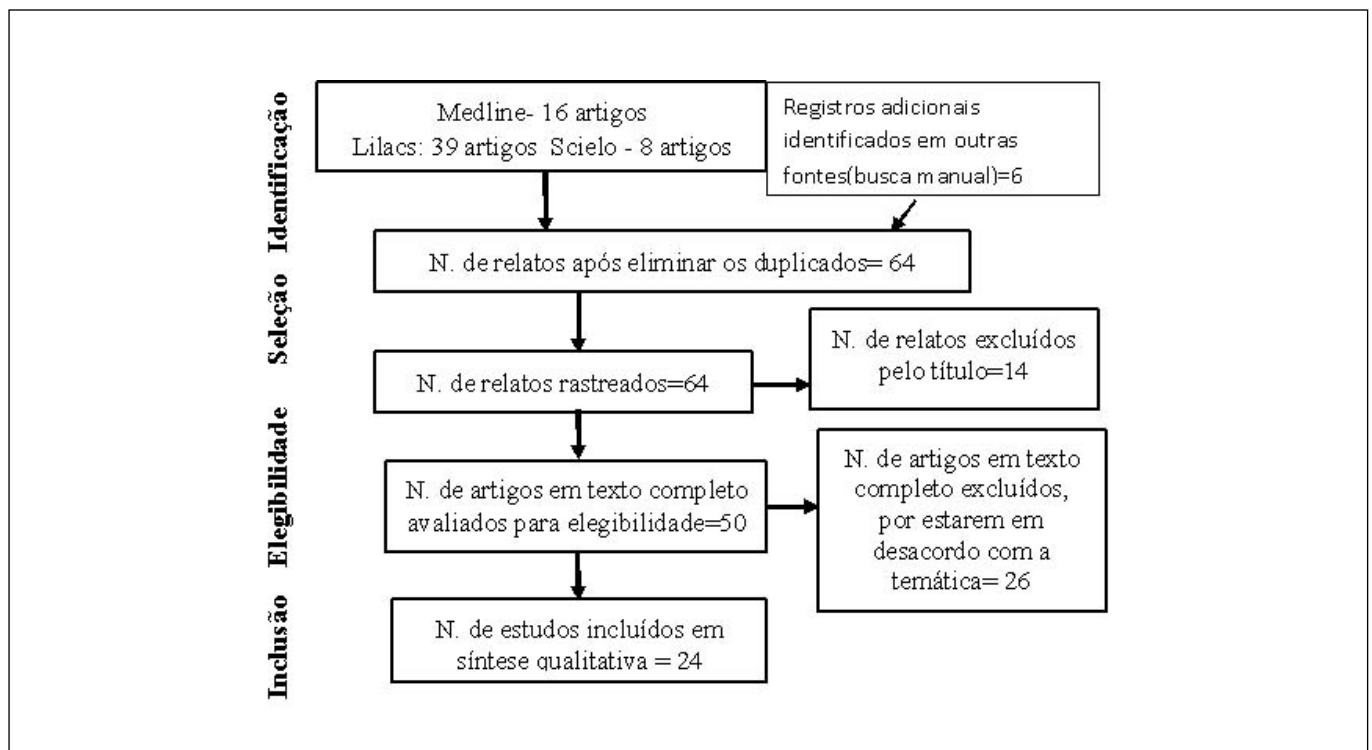 Identificação
Medline- 16 artigos
Lilacs: 39 artigos Scielo - 8 artigos
Registros adicionais
identificados em outras
fontes(busca manual)=6
N. de relatos após eliminar os duplicados= 64
Seleção
N. de relatos rastreados=64
N. de relatos excluídos
pelo título=14
Elegibilidade
N. de artigos em texto completo
avaliados para elegibilidade=50
N. de artigos em texto
completo excluídos,
por estarem em
desacordo com a
temática= 26
Inclusão
N. de estudos incluídos em
síntese qualitativa = 24